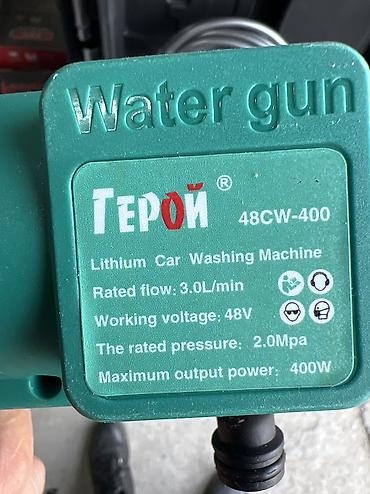 Water gun
ГЕРОЙ ® 48CW-400
Lithium Car Washing Machine
Rated flow: 3.0L/min
Working voltage: 48V
The rated pressure: 2.0Mpa
Maximum output power: 400W